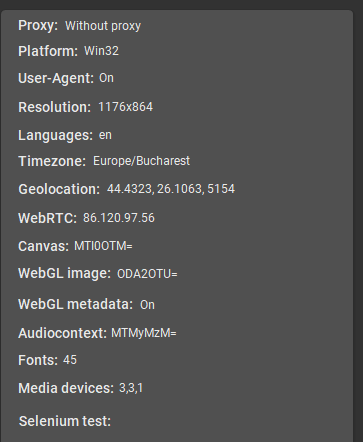 Proxy: Without proxy
Platform: Win32
User-Agent: On
Resolution: 1176x864
Languages: en
Timezone: Europe/Bucharest
Geolocation: 44.4323, 26.1063, 5154
WebRTC: 86.120.97.56
Canvas: MTI0OTM=
WebGL image: ODA2OTU=
WebGL metadata: On
Audiocontext: MTMyMzM=
Fonts: 45
Media devices: 3,3,1
Selenium test: